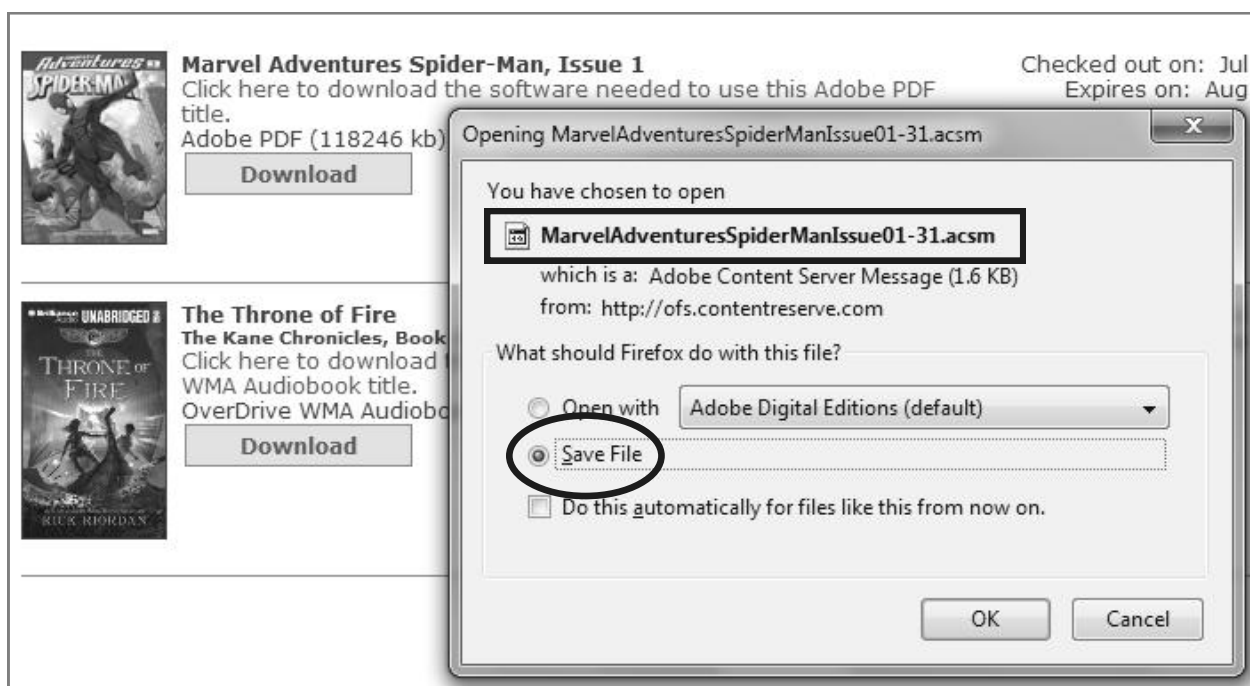 Adventures
SPIDER-MAN
Marvel Adventures Spider-Man, Issue 1
Click here to download the software needed to use this Adobe PDF
title.
Adobe PDF (118246 kb)
Download
Checked out on: Jul
Expires on: Aug
UNABRIDGED
THE
THRONE OF
FIRE
RICK RIORDAN
The Throne of Fire
The Kane Chronicles, Book
Click here to download
WMA Audiobook title.
OverDrive WMA Audiobo
Download
Opening MarvelAdventuresSpiderManIssue01-31.acsm
X
You have chosen to open
MarvelAdventuresSpiderManIssue01-31.acsm
which is a: Adobe Content Server Message (1.6 KB)
from: http://ofs.contentreserve.com
What should Firefox do with this file?
Open with
Adobe Digital Editions (default)
Save File
Do this automatically for files like this from now on.
OK
Cancel